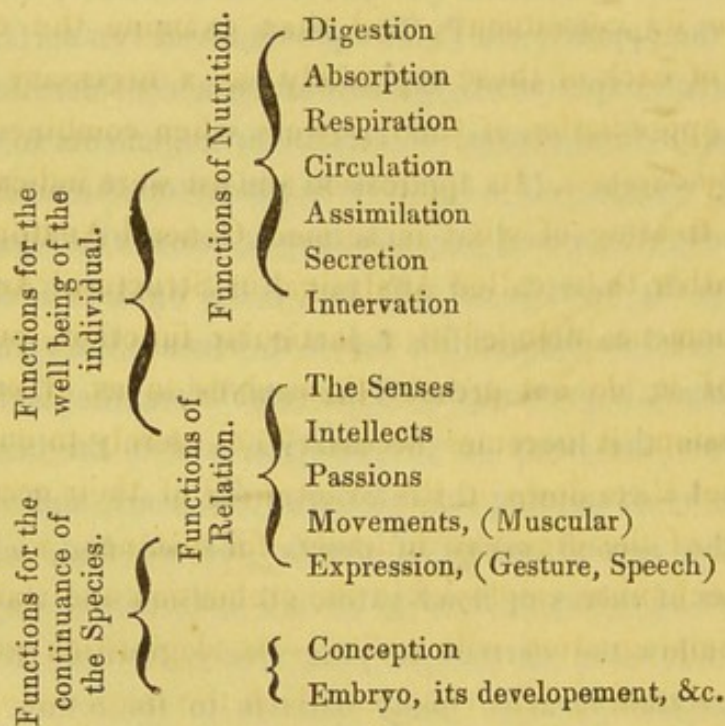 Functions for the
well being of the
individual.
Functions of Nutrition.
Digestion
Absorption
Respiration
Circulation
Assimilation
Secretion
Innervation
Functions of
Relation.
The Senses
Intellects
Passions
Movements, (Muscular)
Expression, (Gesture, Speech)
Functions for the
continuance of
the Species.
Conception
Embryo, its developement, &c.